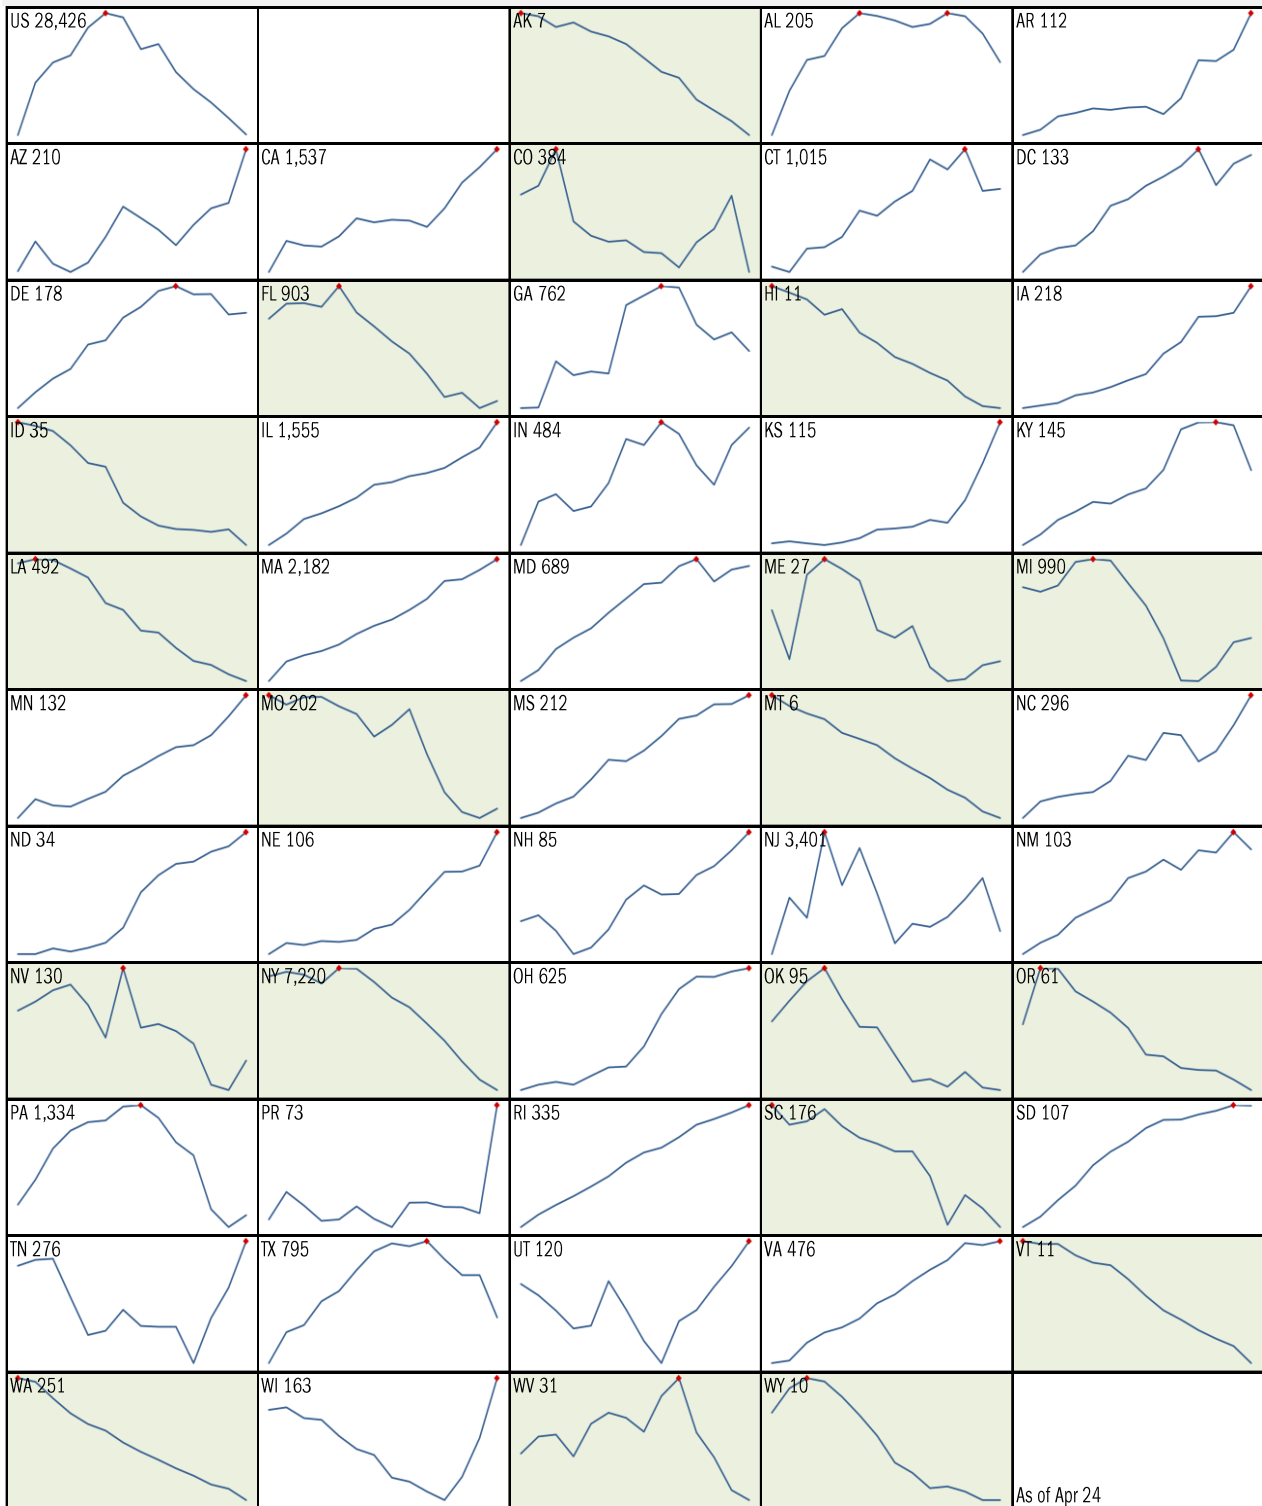 US 28,426
AK 7
AL 205
AR 112
AZ 210
CA 1,537
CO 384
CT 1,015
DC 133
DE 178
FL 903
GA 762
HI 11
IA 218
ID 35
IL 1,555
IN 484
KS 115
KY 145
LA 492
MA 2,182
MD 689
ME 27
MI 990
MN 132
MO 202
MS 212
MT 6
NC 296
ND 34
NE 106
NH 85
NJ 3,401
NM 103
NV 130
NY 7,220
OH 625
OK 95
OR 61
PA 1,334
PR 73
RI 335
SC 176
SD 107
TN 276
TX 795
UT 120
VA 476
VT 11
WA 251
WI 163
WV 31
WY 10
As of Apr 24